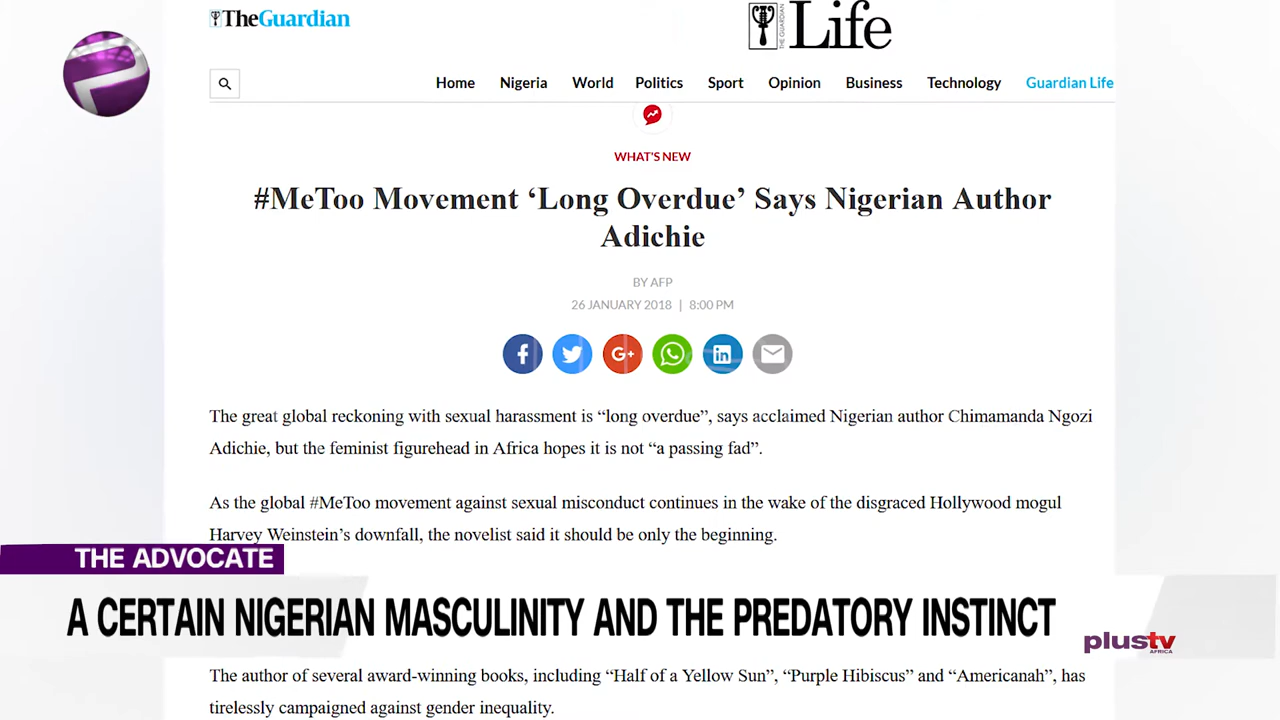 TheGuardian
THE GUARDIAN
Life
Home Nigeria World Politics Sport Opinion Business Technology Guardian Life
WHAT'S NEW
#MeToo Movement ‘Long Overdue’ Says Nigerian Author
Adichie
BY AFP
26 JANUARY 2018 | 8:00 PM
The great global reckoning with sexual harassment is “long overdue”, says acclaimed Nigerian author Chimamanda Ngozi
Adichie, but the feminist figurehead in Africa hopes it is not “a passing fad”.
As the global #MeToo movement against sexual misconduct continues in the wake of the disgraced Hollywood mogul
Harvey Weinstein’s downfall, the novelist said it should be only the beginning.
THE ADVOCATE
A CERTAIN NIGERIAN MASCULINITY AND THE PREDATORY INSTINCT
plustv
AFRICA
The author of several award-winning books, including “Half of a Yellow Sun”, “Purple Hibiscus” and “Americanah”, has
tirelessly campaigned against gender inequality.